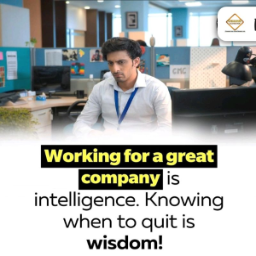 Working for a great
company is
intelligence. Knowing
when to quit is
wisdom!